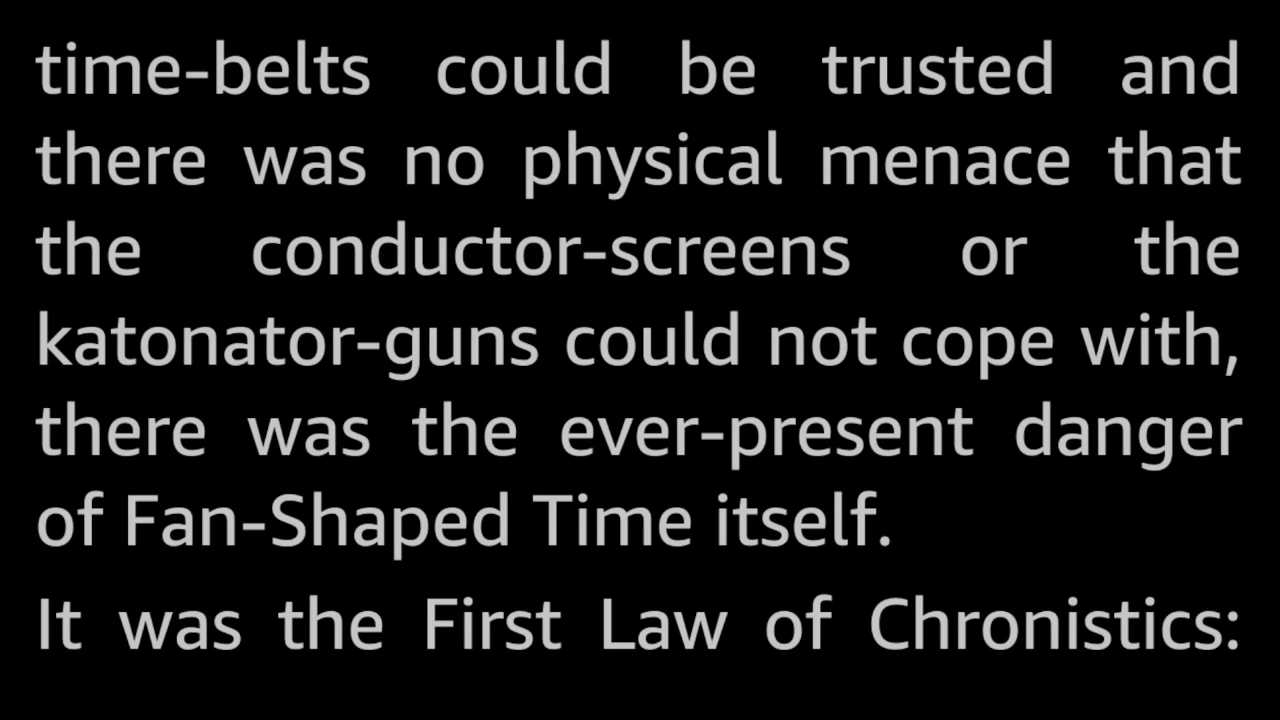 time-belts could be trusted and
there was no physical menace that
the conductor-screens or the
katonator-guns could not cope with,
there was the ever-present danger
of Fan-Shaped Time itself.
It was the First Law of Chronistics: